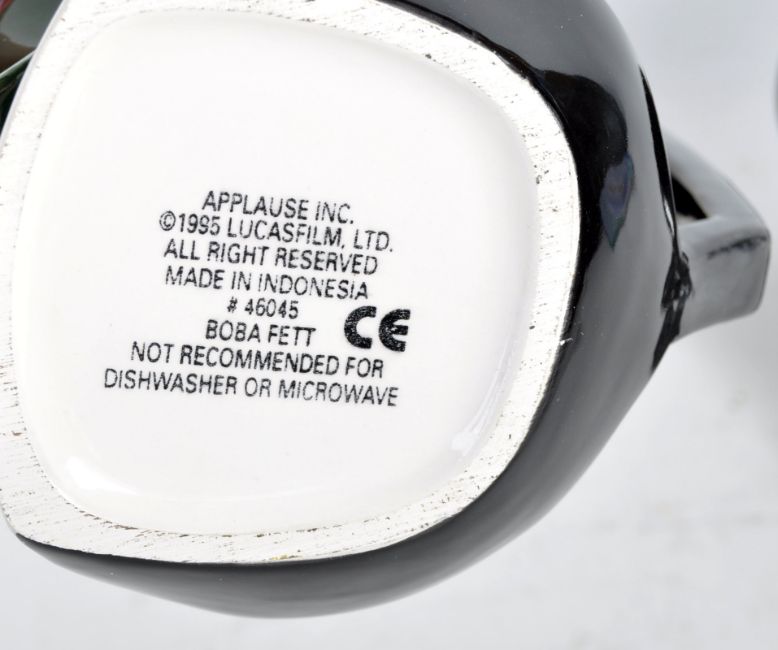 APPLAUSE INC.
©1995 LUCASFILM, LTD.
ALL RIGHT RESERVED
MADE IN INDONESIA
# 46045
BOBA FETT CE
NOT RECOMMENDED FOR
DISHWASHER OR MICROWAVE